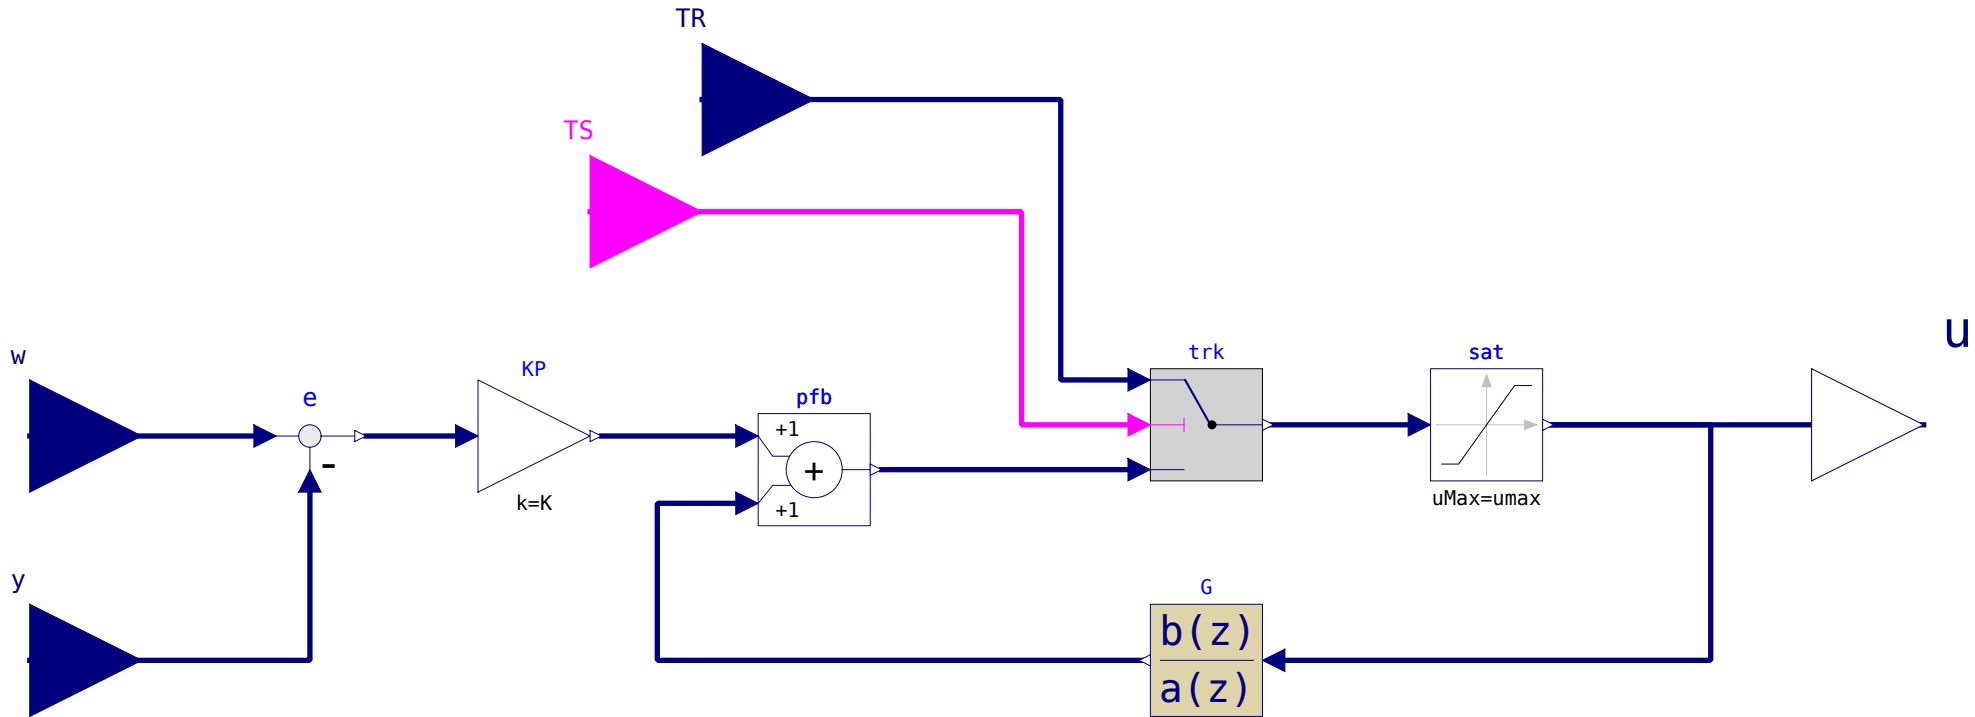 TR
TS
w
e
-
KP
k=K
pfb
+1
+
+1
trk
sat
uMax=umax
u
y
G
b(z)
a(z)